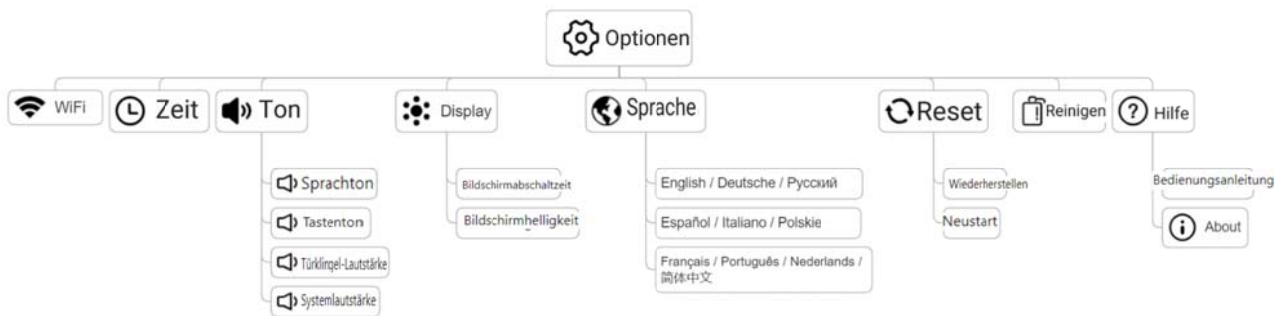 Optionen
WiFi
Zeit
Ton
Display
Sprache
Reset
Reinigen
Hilfe
Sprachton
Tastenton
Türklingel-Lautstärke
Systemlautstärke
Bildschirmabschaltzeit
Bildschirmhelligkeit
English / Deutsche / Русский
Español / Italiano / Polskie
Français / Português / Nederlands /
简体中文
Wiederherstellen
Neustart
Bedienungsanleitung
About